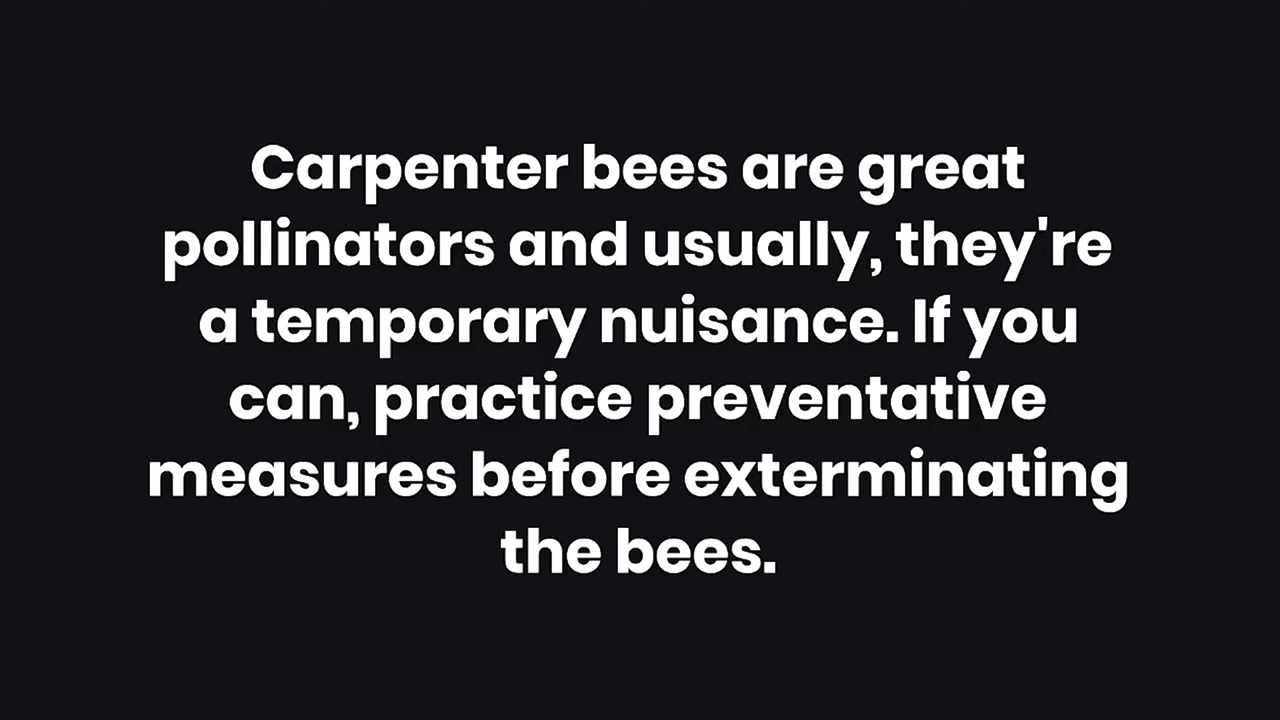 Carpenter bees are great
pollinators and usually, they're
a temporary nuisance. If you
can, practice preventative
measures before exterminating
the bees.